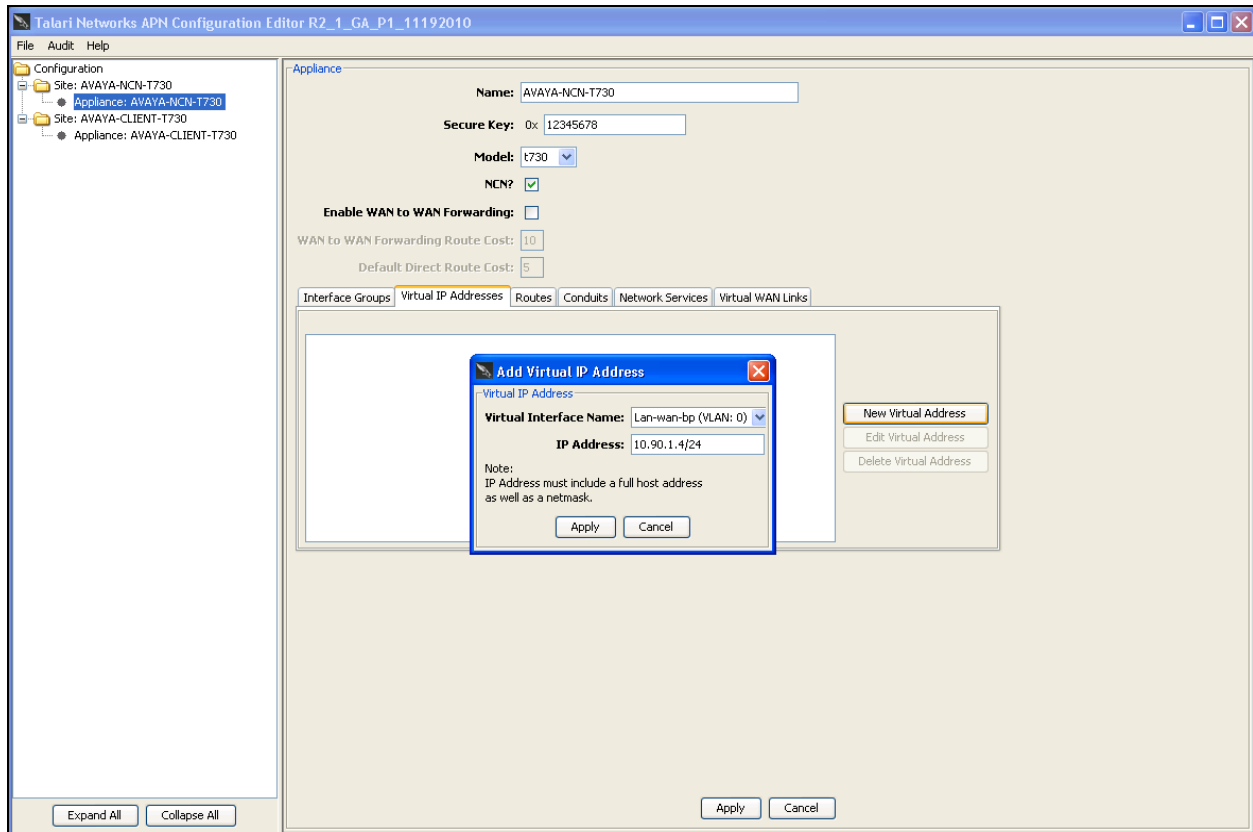 Talari Networks APN Configuration Editor R2_1_GA_P1_11192010
File Audit Help
Configuration
Site: AVAYA-NCN-T730
Appliance: AVAYA-NCN-T730
Site: AVAYA-CLIENT-T730
Appliance: AVAYA-CLIENT-T730
Expand All Collapse All
Appliance
Name: AVAYA-NCN-T730
Secure Key: 0x 12345678
Model: t730
NCN?
Enable WAN to WAN Forwarding:
WAN to WAN Forwarding Route Cost: 10
Default Direct Route Cost: 5
Interface Groups Virtual IP Addresses Routes Conduits Network Services Virtual WAN Links
New Virtual Address
Edit Virtual Address
Delete Virtual Address
Add Virtual IP Address
Virtual IP Address
Virtual Interface Name: Lan-wan-bp (VLAN: 0)
IP Address: 10.90.1.4/24
Note:
IP Address must include a full host address
as well as a netmask.
Apply Cancel
Apply Cancel